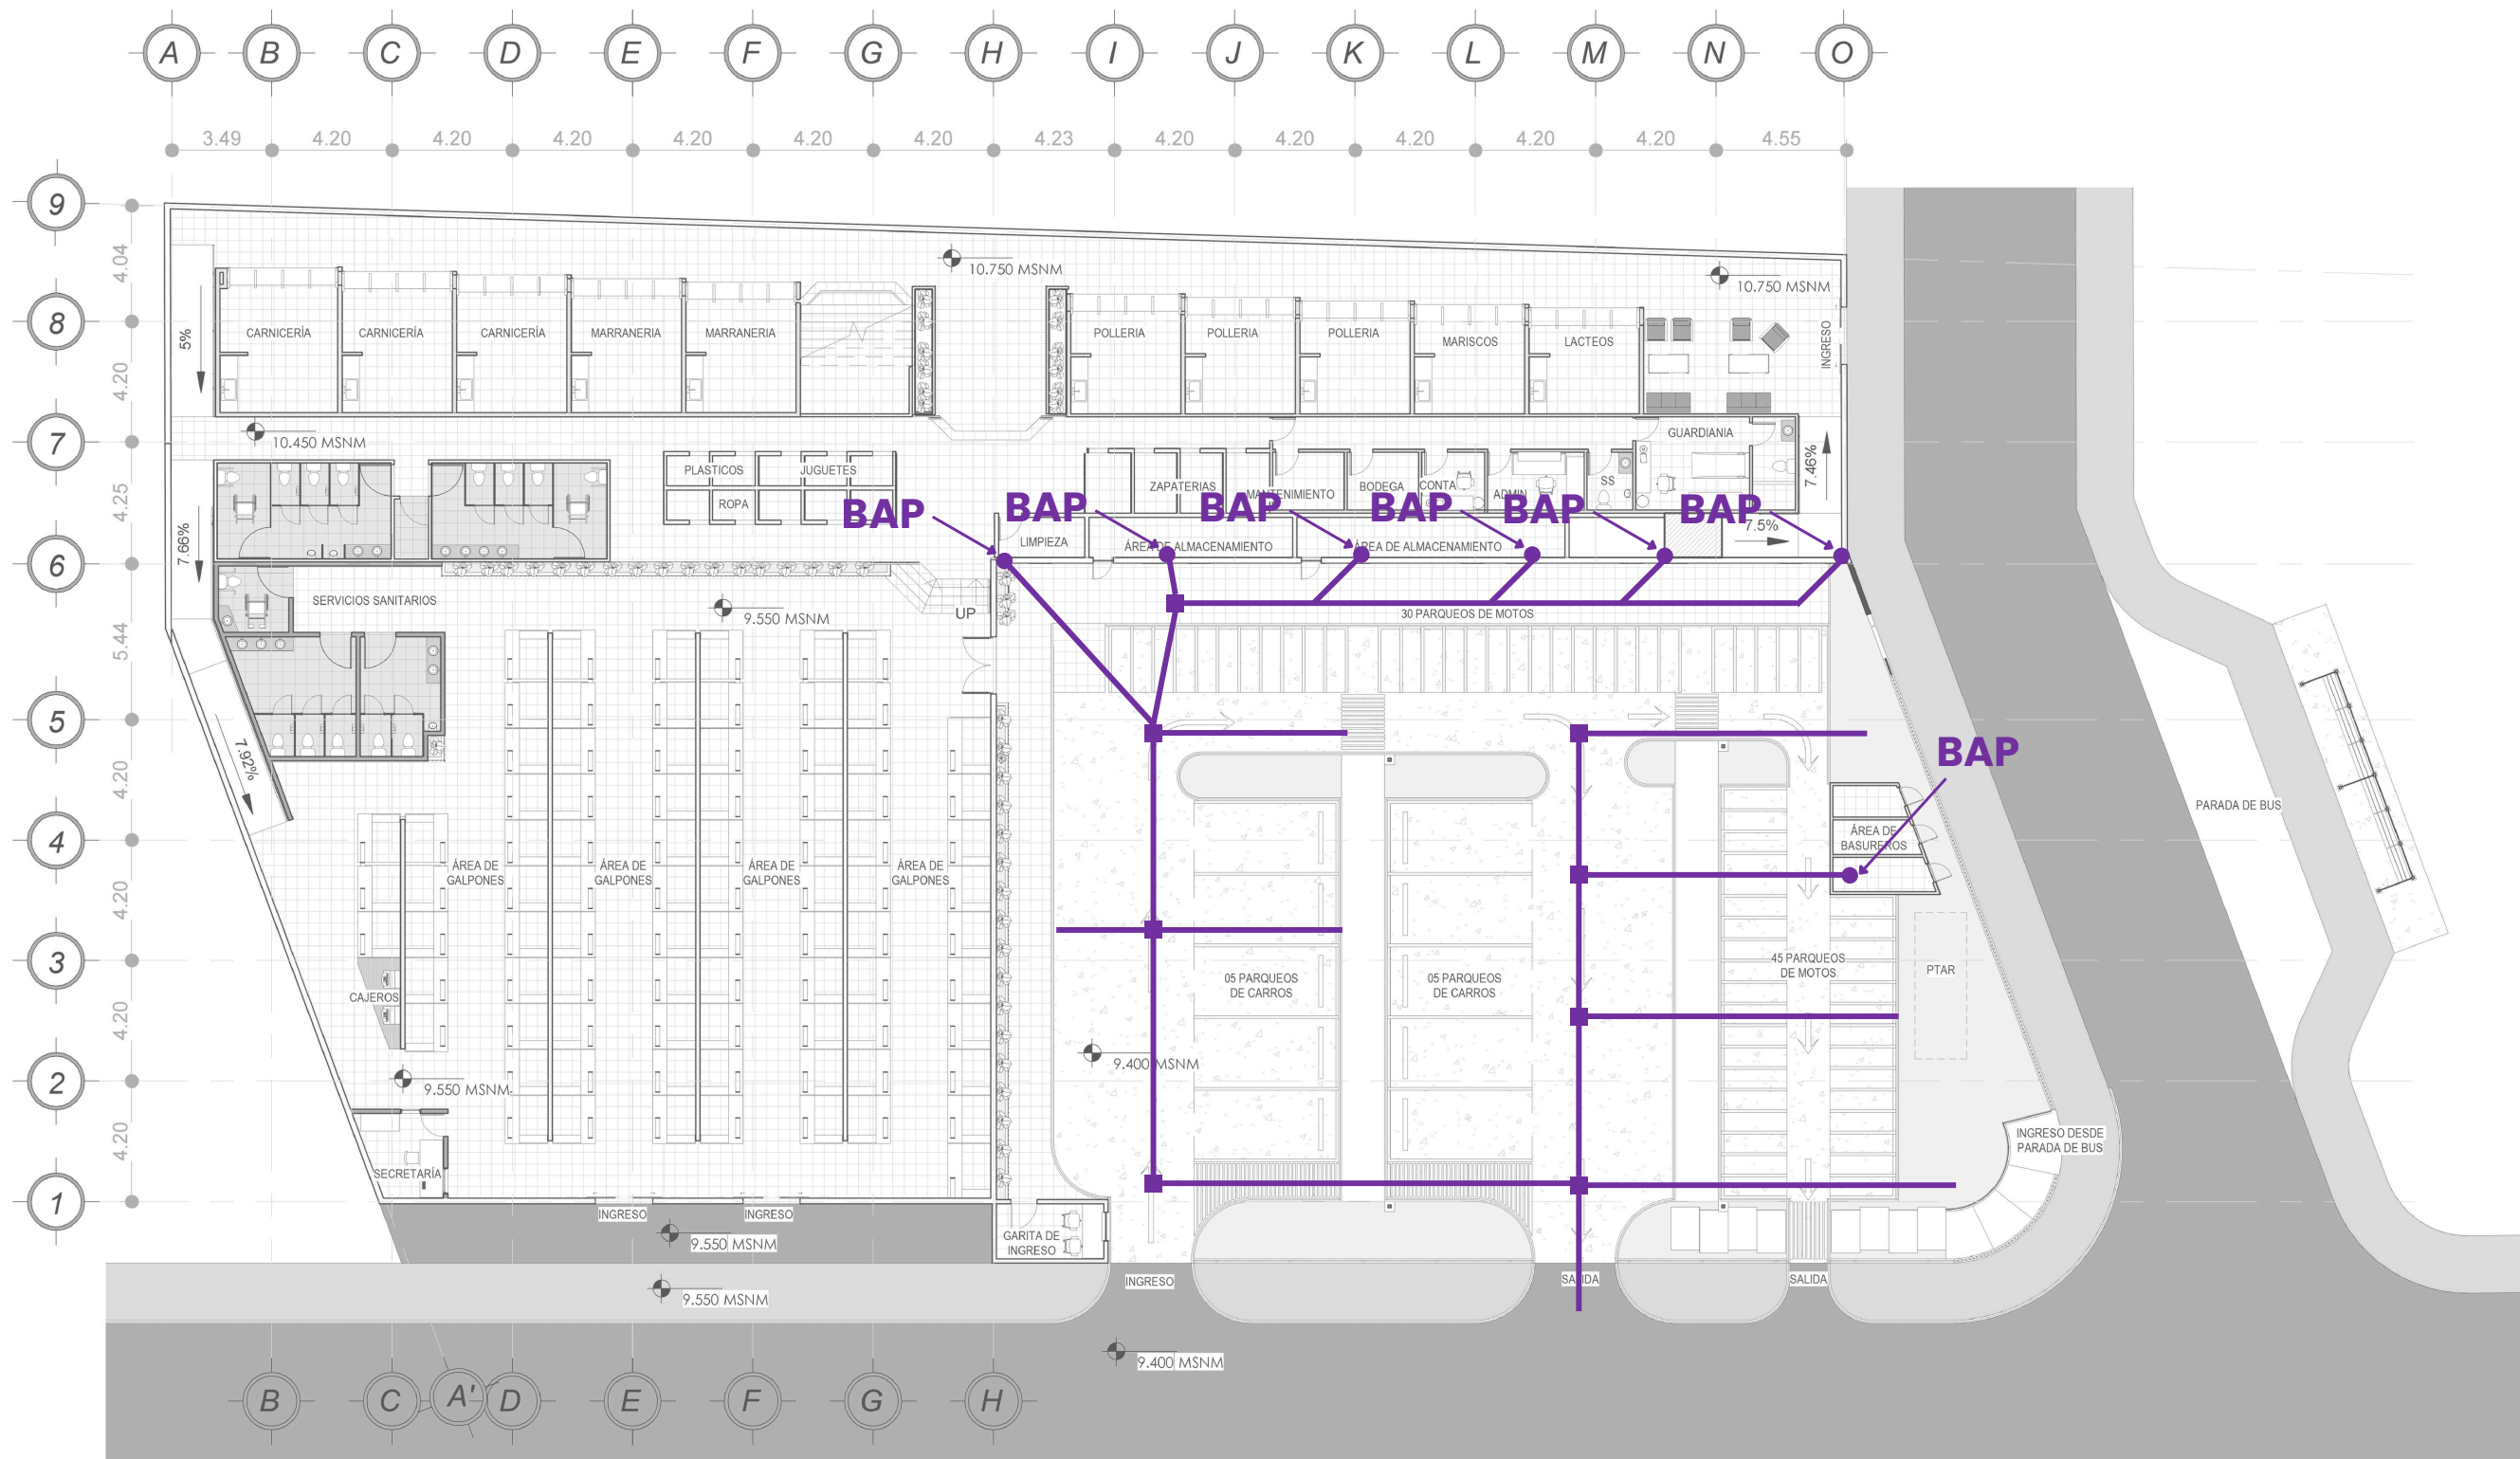 A B C D E F G H I J K L M N O
3.49 4.20 4.20 4.20 4.20 4.20 4.20 4.23 4.20 4.20 4.20 4.20 4.20 4.55
9
8
7
6
5
4
3
2
1
4.04
4.20
4.25
5.44
4.20
4.20
4.20
4.20
10.750 MSNM
10.750 MSNM
5%
CARNICERÍA
CARNICERÍA
CARNICERÍA
MARRANERIA
MARRANERIA
POLLERIA
POLLERIA
POLLERIA
MARISCOS
LACTEOS
INGRESO
10.450 MSNM
GUARDIANIA
7.46%
PLASTICOS
JUGUETES
ROPA
ZAPATERIAS
MANTENIMIENTO
BODEGA
CONTA
ADMIN
SS
BAP
BAP
BAP
BAP
BAP
BAP
7.5%
7.66%
LIMPIEZA
ÁREA DE ALMACENAMIENTO
ÁREA DE ALMACENAMIENTO
SERVICIOS SANITARIOS
9.550 MSNM
UP
30 PARQUEOS DE MOTOS
7.92%
BAP
PARADA DE BUS
ÁREA DE
BASUREROS
ÁREA DE
GALPONES
ÁREA DE
GALPONES
ÁREA DE
GALPONES
ÁREA DE
GALPONES
CAJEROS
05 PARQUEOS
DE CARROS
05 PARQUEOS
DE CARROS
45 PARQUEOS
DE MOTOS
PTAR
9.400 MSNM
9.550 MSNM
SECRETARÍA
INGRESO DESDE
PARADA DE BUS
INGRESO
INGRESO
9.550 MSNM
GARITA DE
INGRESO
INGRESO
SALIDA
SALIDA
9.550 MSNM
9.400 MSNM
B C A' D E F G H